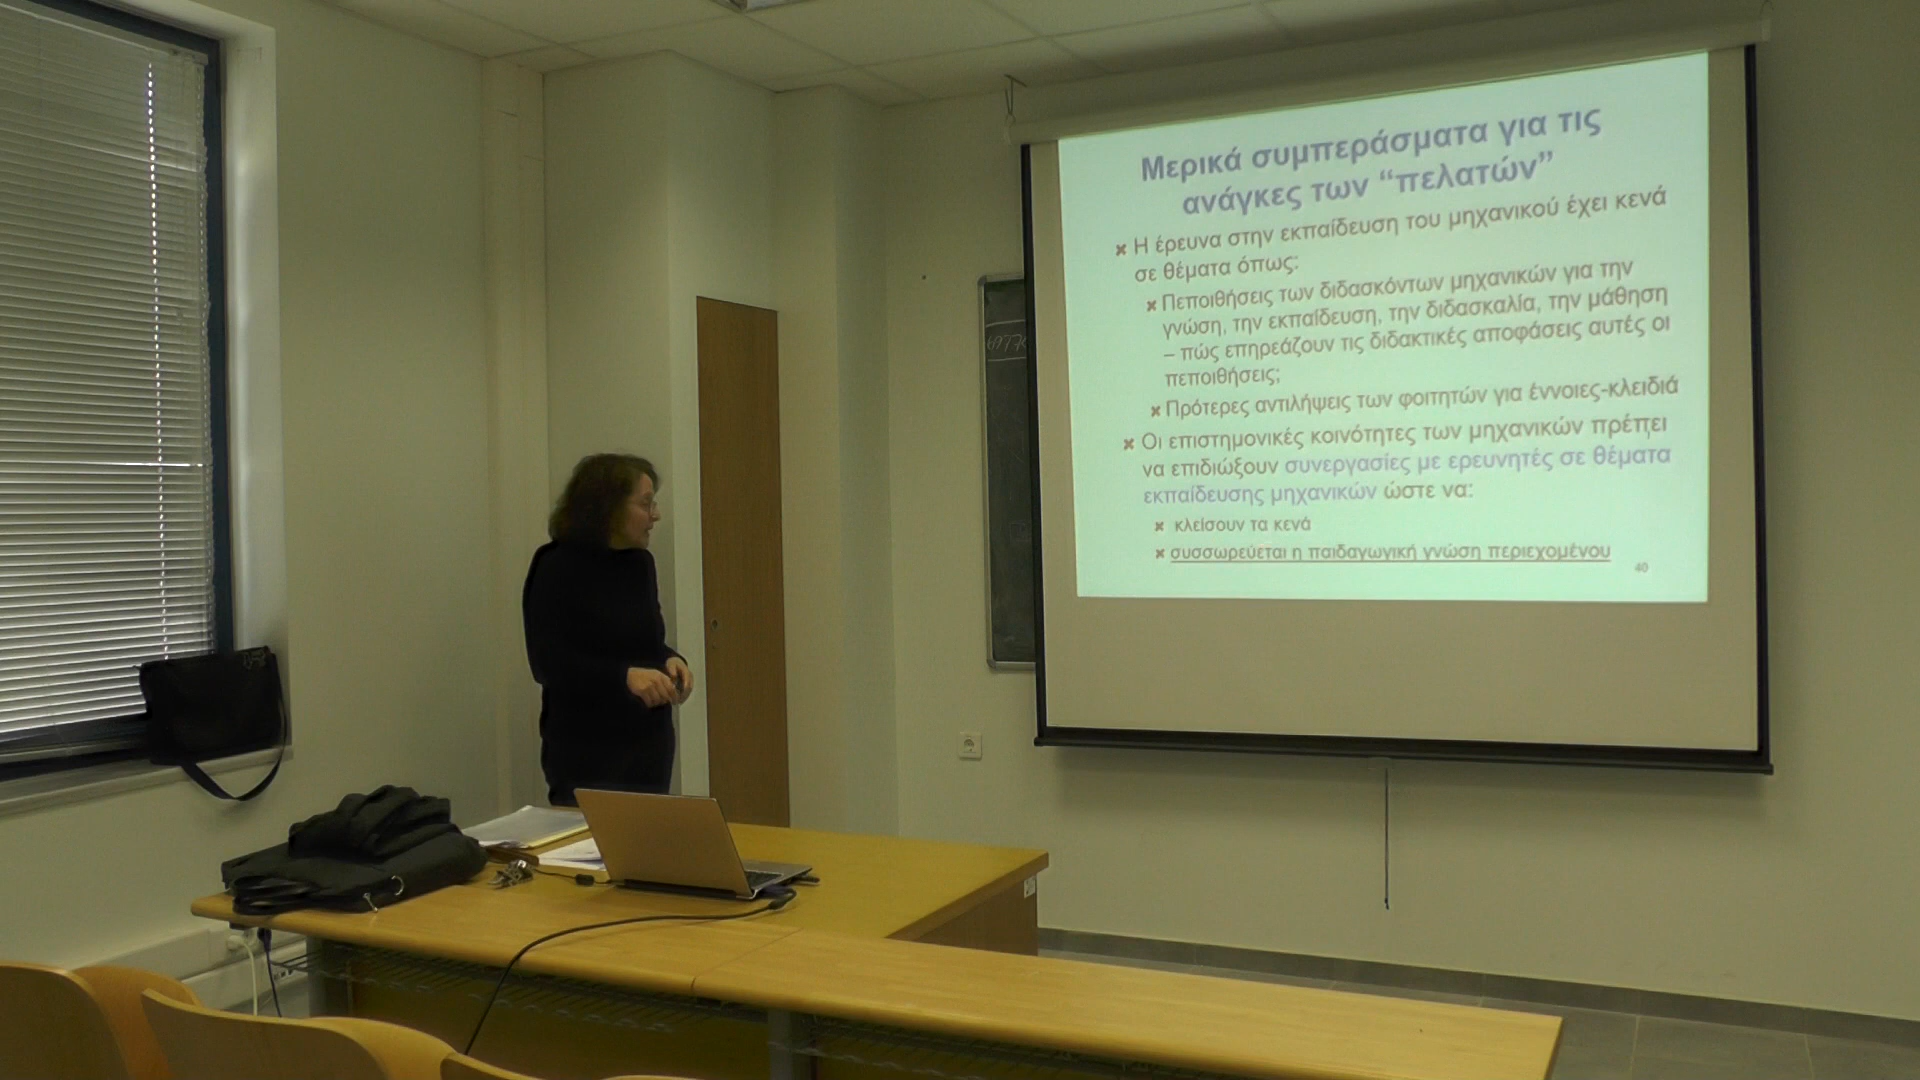 Μερικά συμπεράσματα για τις
ανάγκες των “πελατών”
Η έρευνα στην εκπαίδευση του μηχανικού έχει κενά
σε θέματα όπως:
Πεποιθήσεις των διδασκόντων μηχανικών για την
γνώση, την εκπαίδευση, την διδασκαλία, την μάθηση
– πώς επηρεάζουν τις διδακτικές αποφάσεις αυτές οι
πεποιθήσεις;
Πρότερες αντιλήψεις των φοιτητών για έννοιες-κλειδιά
Οι επιστημονικές κοινότητες των μηχανικών πρέπει
να επιδιώξουν συνεργασίες με ερευνητές σε θέματα
εκπαίδευσης μηχανικών ώστε να:
κλείσουν τα κενά
συσσωρεύεται η παιδαγωγική γνώση περιεχομένου
40